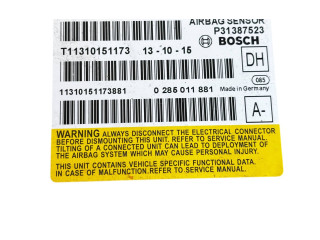 AIRBAG SENSOR
P31387523
BOSCH
T11310151173 13-10-15
DH
085
11310151173881 0 285 011 881 Made in Germany
A-
WARNING ALWAYS DISCONNECT THE ELECTRICAL CONNECTOR
BEFORE DISMOUNTING THIS UNIT. REFER TO SERVICE MANUAL.
TILTING OF A CONNECTED UNIT CAN LEAD TO DEPLOYMENT OF
THE AIRBAG SYSTEM WHICH MAY CAUSE PERSONAL INJURY.
THIS UNIT CONTAINS VEHICLE SPECIFIC FUNCTIONAL DATA.
IN CASE OF MALFUNCTION.REFER TO SERVICE MANUAL.